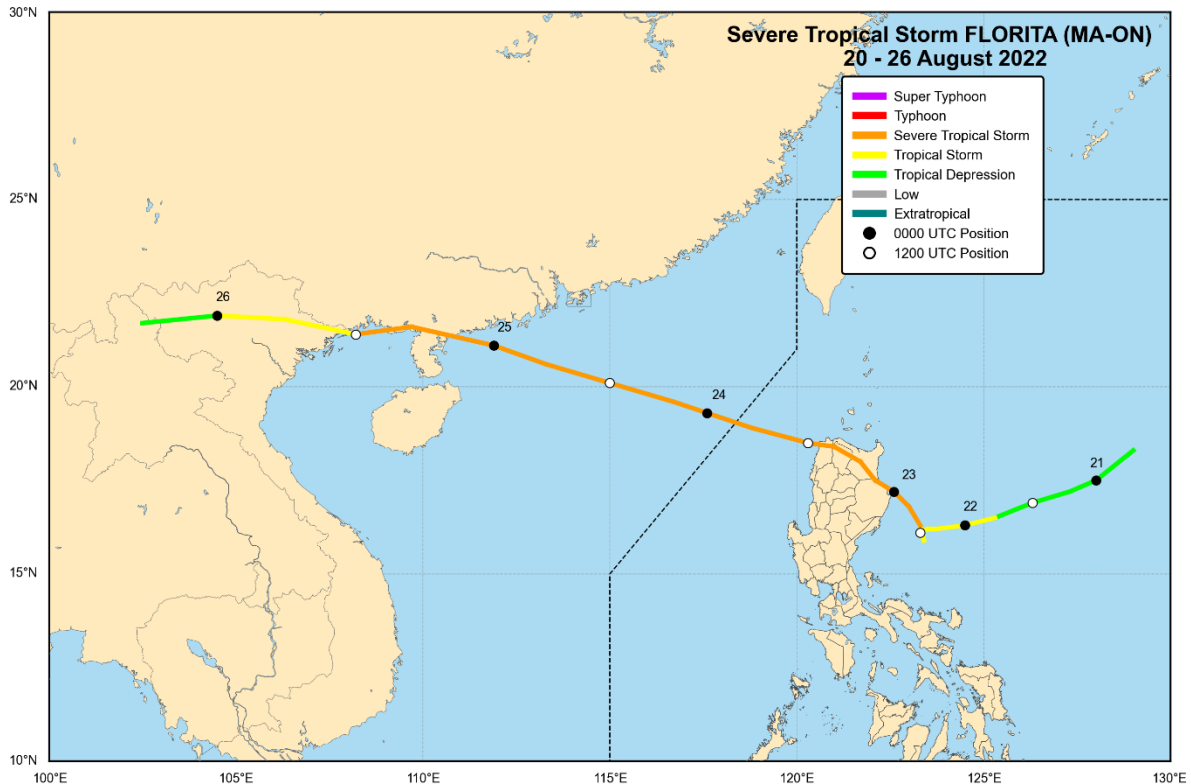 30°N
Severe Tropical Storm FLORITA (MA-ON)
20 - 26 August 2022
Super Typhoon
Typhoon
Severe Tropical Storm
Tropical Storm
Tropical Depression
Low
Extratropical
0000 UTC Position
1200 UTC Position
25°N
26
25
20°N
24
23
21
22
15°N
10°N
100°E
105°E
110°E
115°E
120°E
125°E
130°E